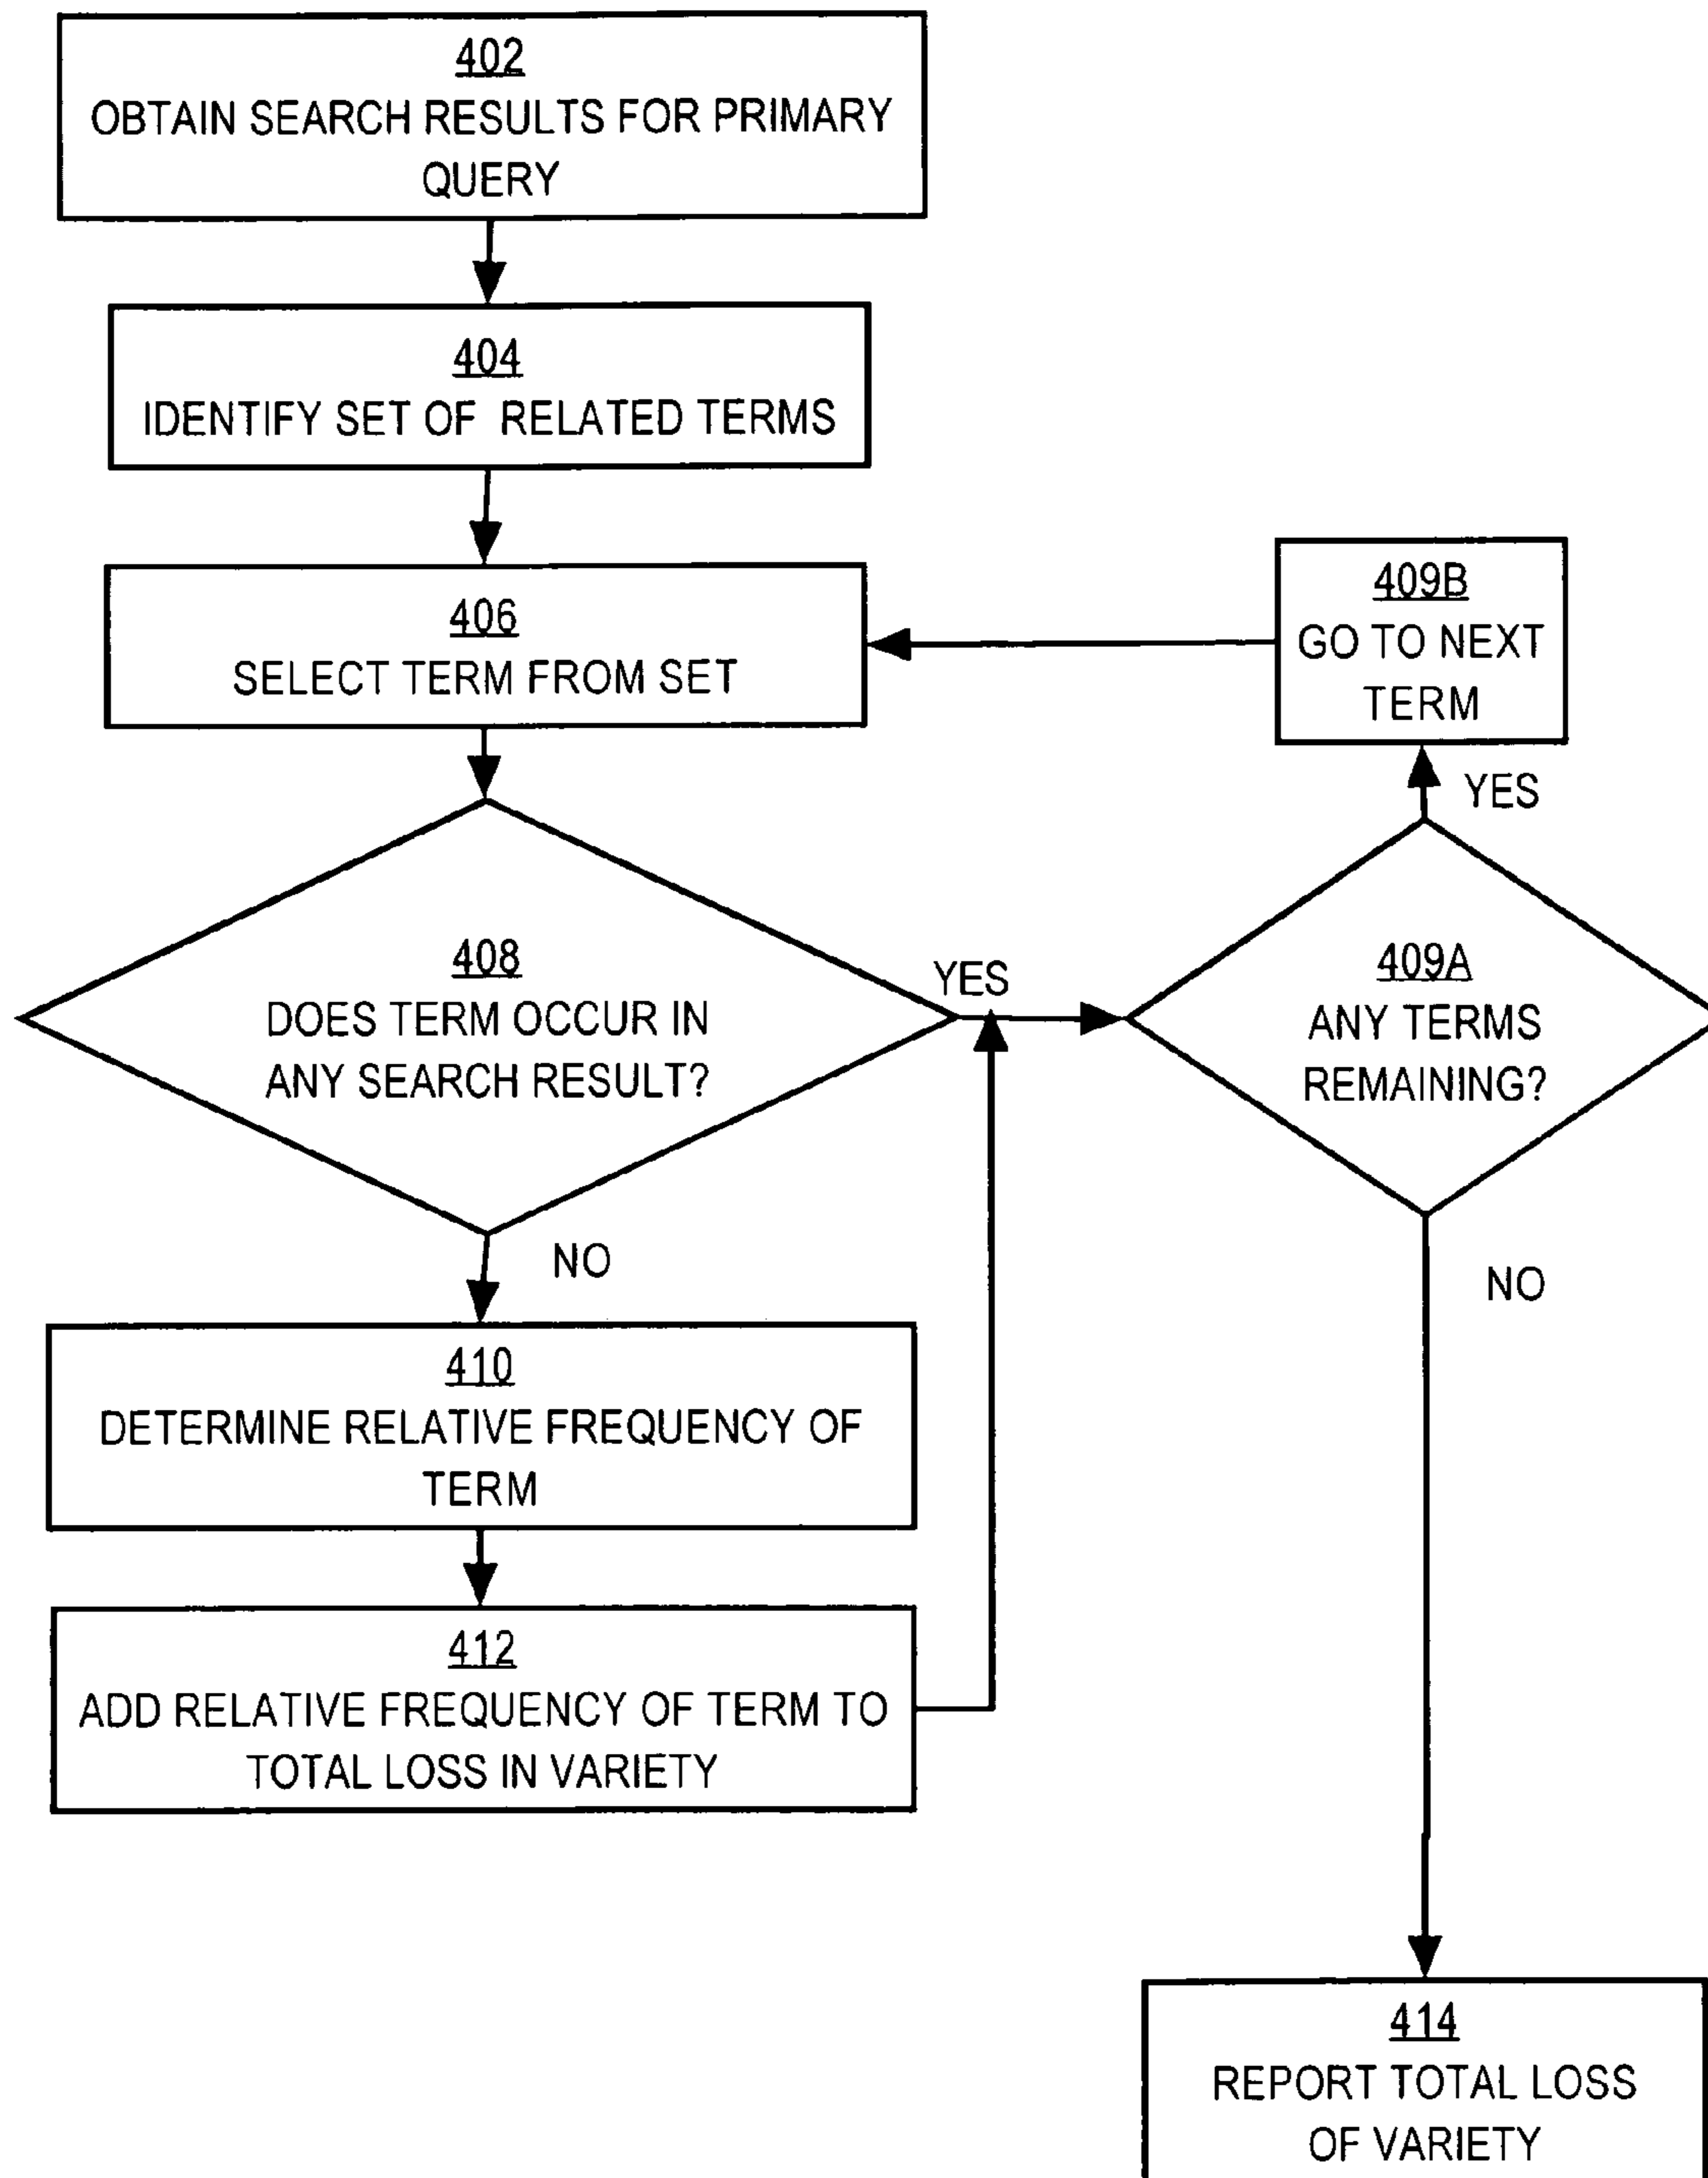 402
OBTAIN SEARCH RESULTS FOR PRIMARY
QUERY
404
IDENTIFY SET OF RELATED TERMS
406
SELECT TERM FROM SET
409B
GO TO NEXT
TERM
YES
408
DOES TERM OCCUR IN
ANY SEARCH RESULT?
YES
409A
ANY TERMS
REMAINING?
NO
NO
410
DETERMINE RELATIVE FREQUENCY OF
TERM
412
ADD RELATIVE FREQUENCY OF TERM TO
TOTAL LOSS IN VARIETY
414
REPORT TOTAL LOSS
OF VARIETY